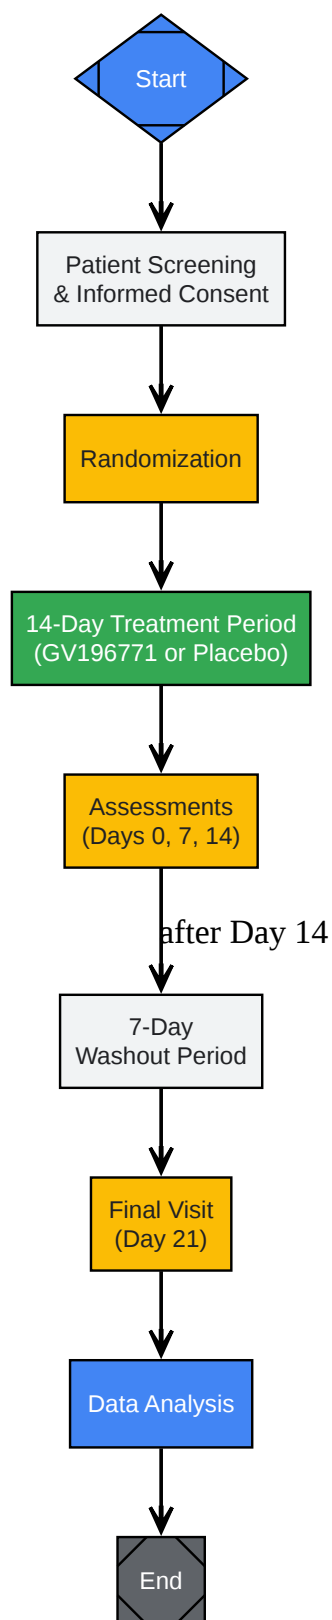 Start
Patient Screening
& Informed Consent
Randomization
14-Day Treatment Period
(GV196771 or Placebo)
Assessments
(Days 0, 7, 14)
after Day 14
7-Day
Washout Period
Final Visit
(Day 21)
Data Analysis
End